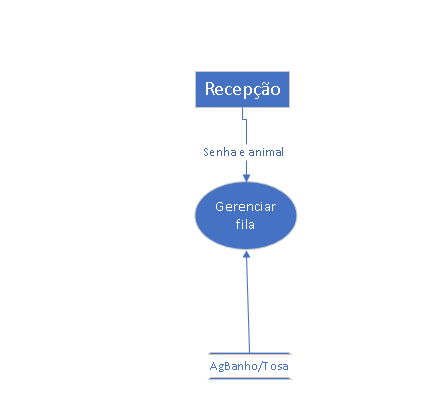 Recepção
Senha e animal
Gerenciar
fila
AgBanho/Tosa